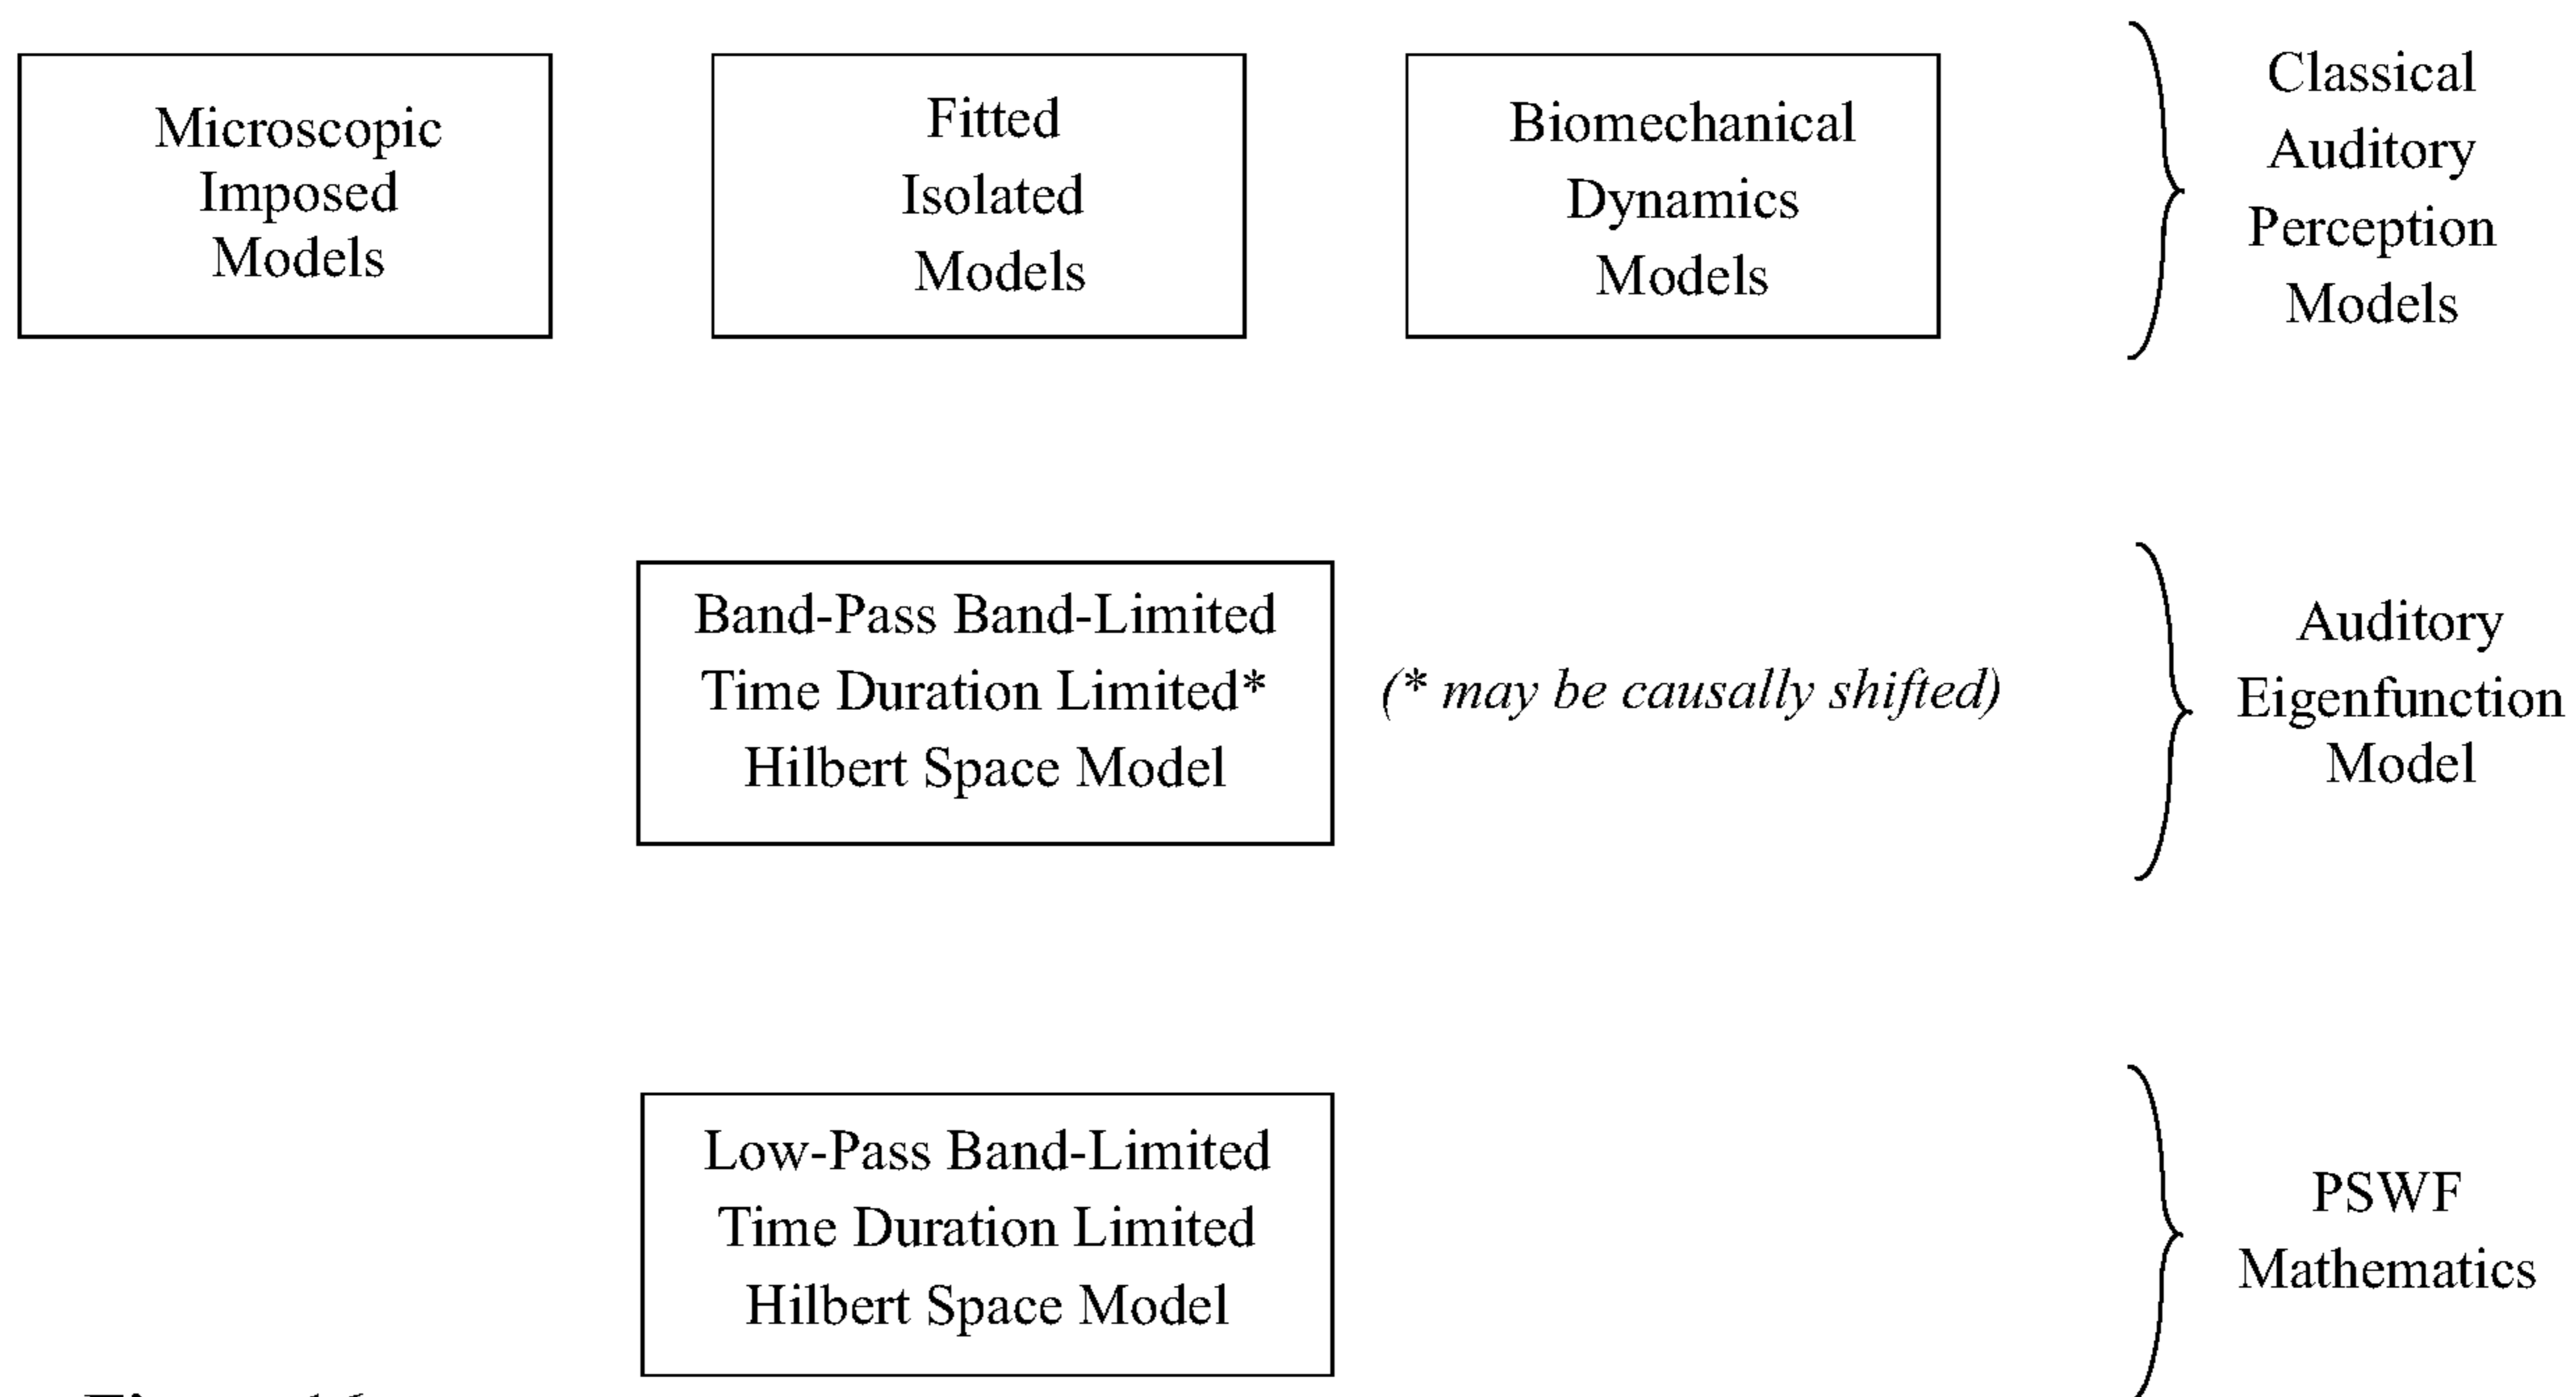 Microscopic
Imposed
Models
Fitted
Isolated
Models
Biomechanical
Dynamics
Models
Classical
Auditory
Perception
Models
Band-Pass Band-Limited
Time Duration Limited*
Hilbert Space Model
(* may be causally shifted)
Auditory
Eigenfunction
Model
Low-Pass Band-Limited
Time Duration Limited
Hilbert Space Model
PSWF
Mathematics